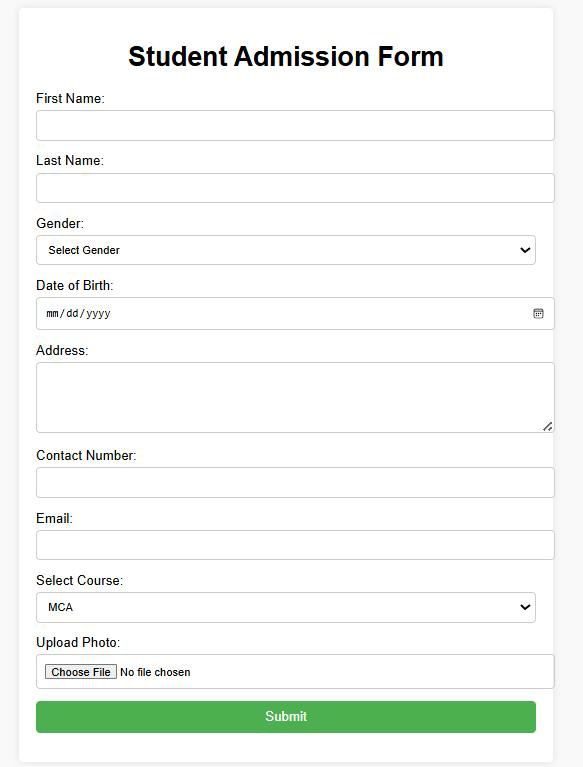 Student Admission Form
First Name:
Last Name:
Gender:
Select Gender
Date of Birth:
mm/dd/yyyy
Address:
Contact Number:
Email:
Select Course:
MCA
Upload Photo:
Choose File No file chosen
Submit